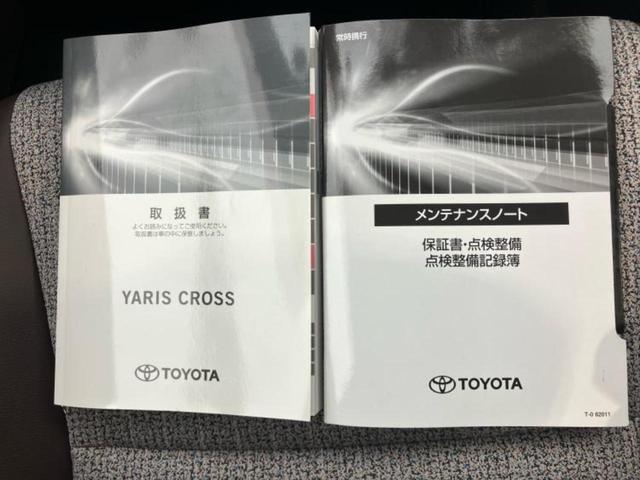 取扱書
よくお読みになってご使用ください。
取扱書は車の中に保管しましょう。
YARIS CROSS
TOYOTA
常時携行
メンテナンスノート
保証書・点検整備
点検整備記録簿
TOYOTA
T-0 62011